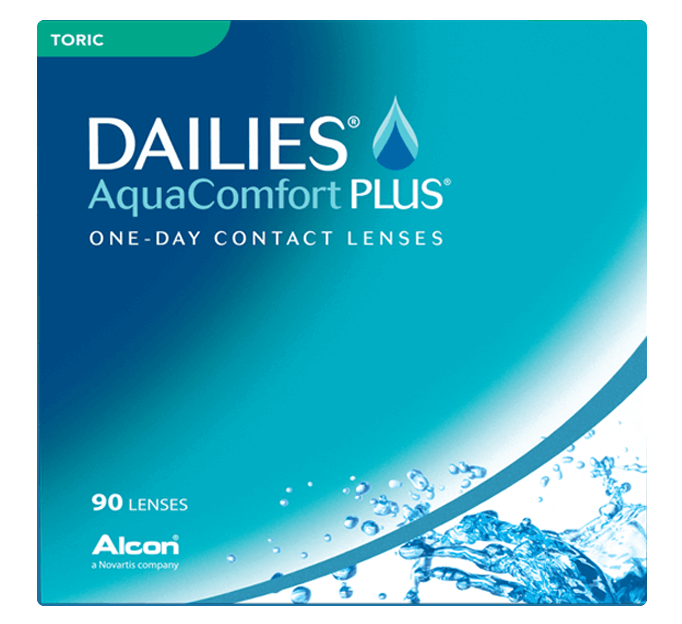 TORIC
DAILIES®
AquaComfort PLUS®
ONE-DAY CONTACT LENSES
90 LENSES
Alcon®
a Novartis company